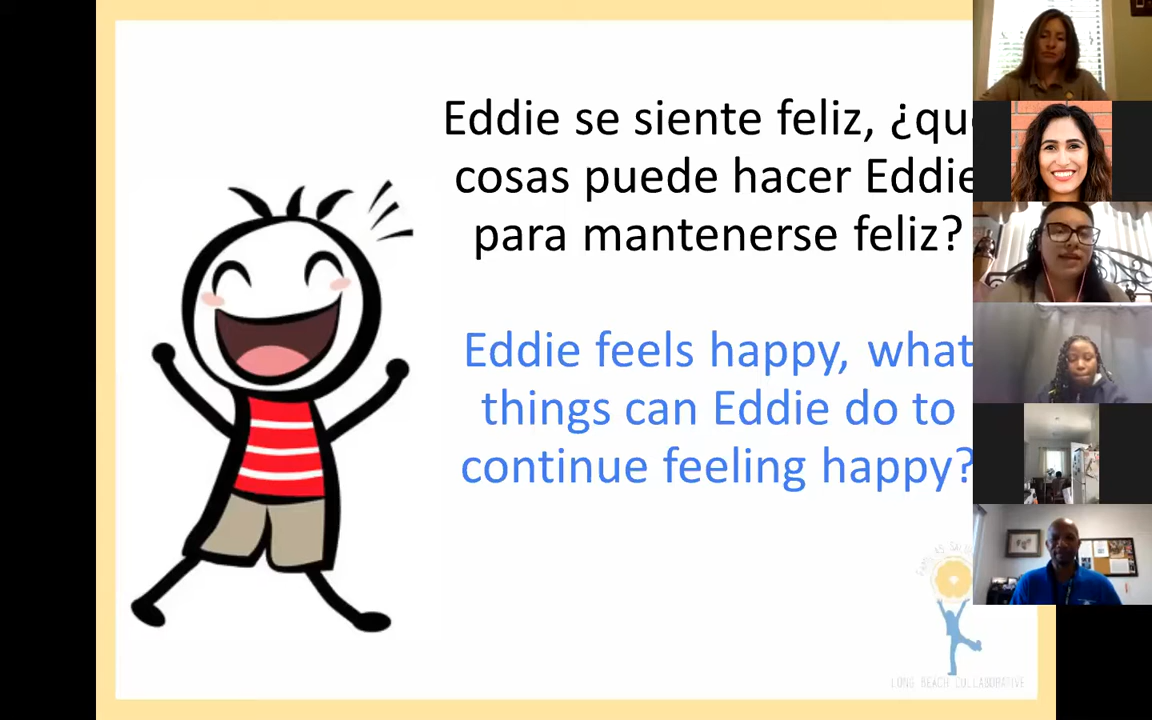 Eddie se siente feliz, ¿qu
cosas puede hacer Eddie
para mantenerse feliz?
Eddie feels happy, what
things can Eddie do to
continue feeling happy?
LONG BEACH COLLABORATIVE